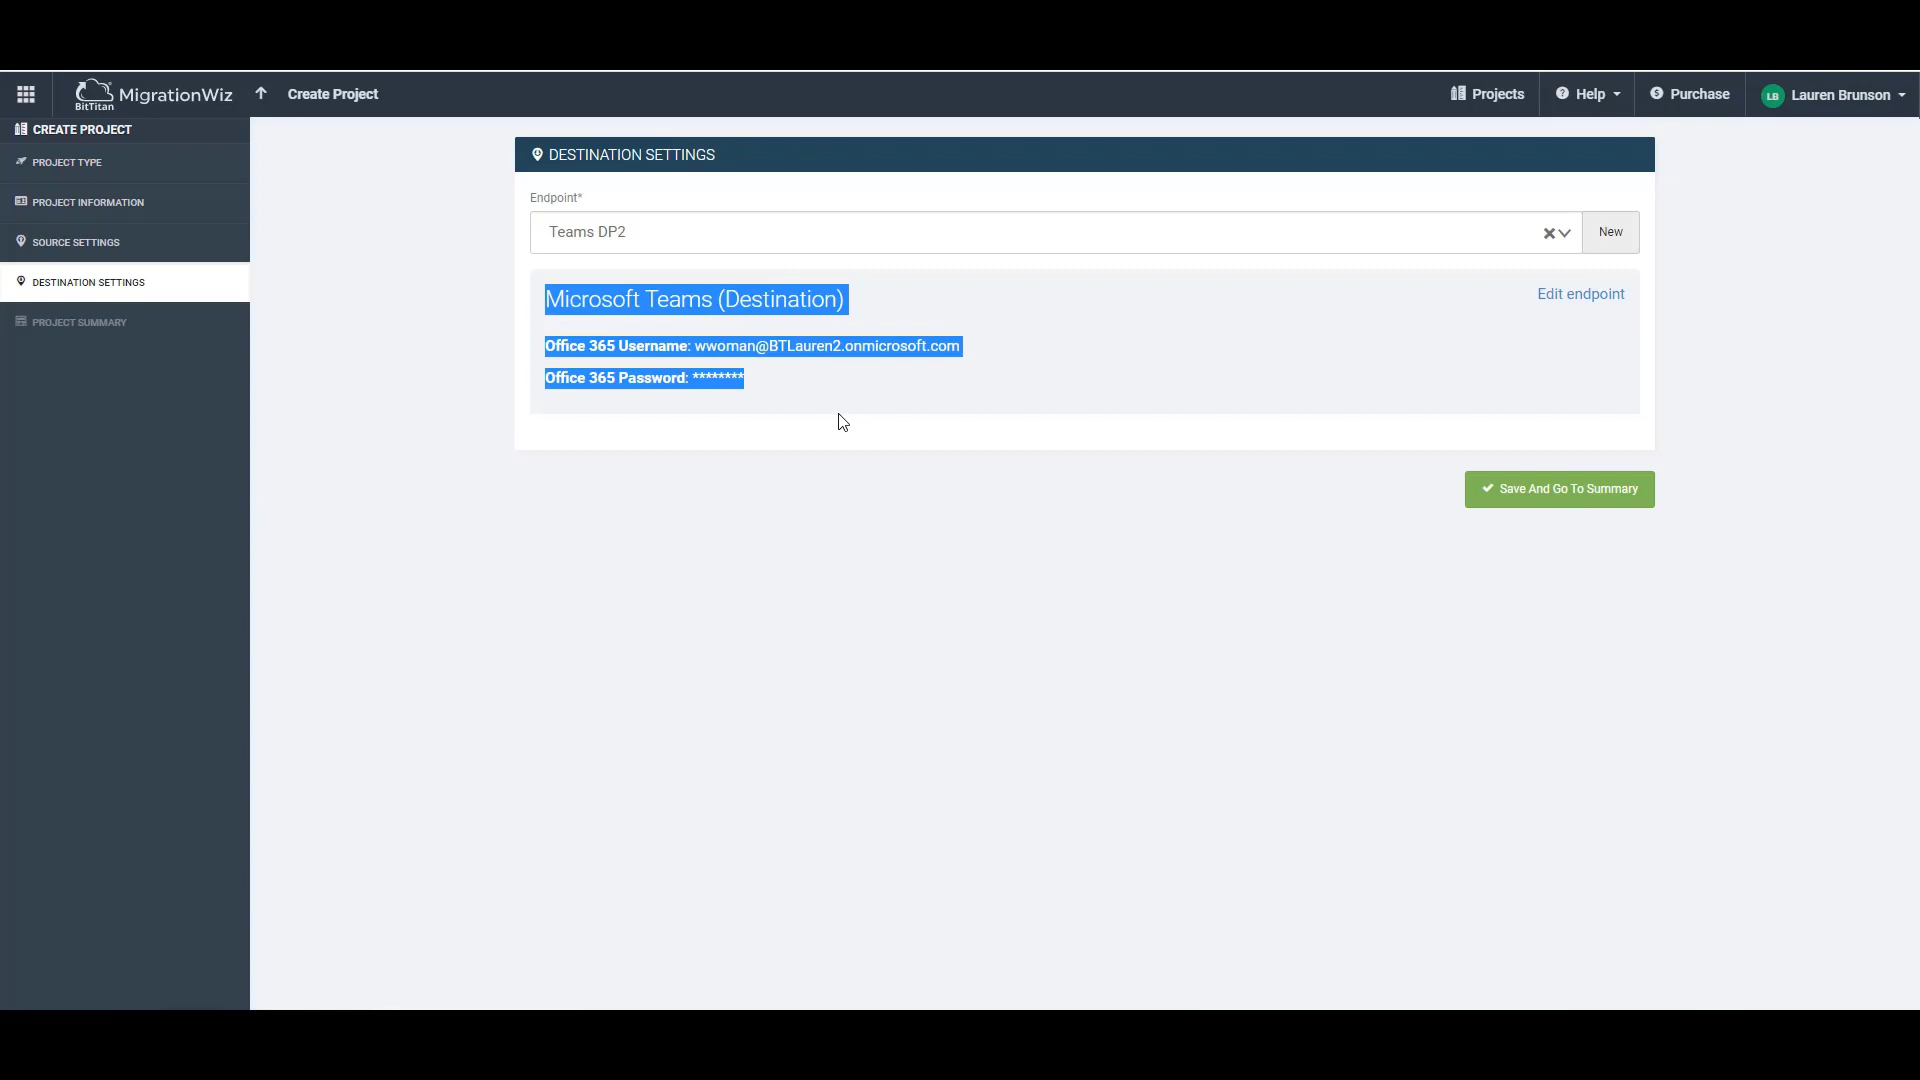 BitTitan MigrationWiz Create Project Projects Help Purchase LB Lauren Brunson
CREATE PROJECT
PROJECT TYPE
PROJECT INFORMATION
SOURCE SETTINGS
DESTINATION SETTINGS
PROJECT SUMMARY
DESTINATION SETTINGS
Endpoint*
Teams DP2 New
Microsoft Teams (Destination) Edit endpoint
Office 365 Username: wwoman@BTLauren2.onmicrosoft.com
Office 365 Password: ********
Save And Go To Summary